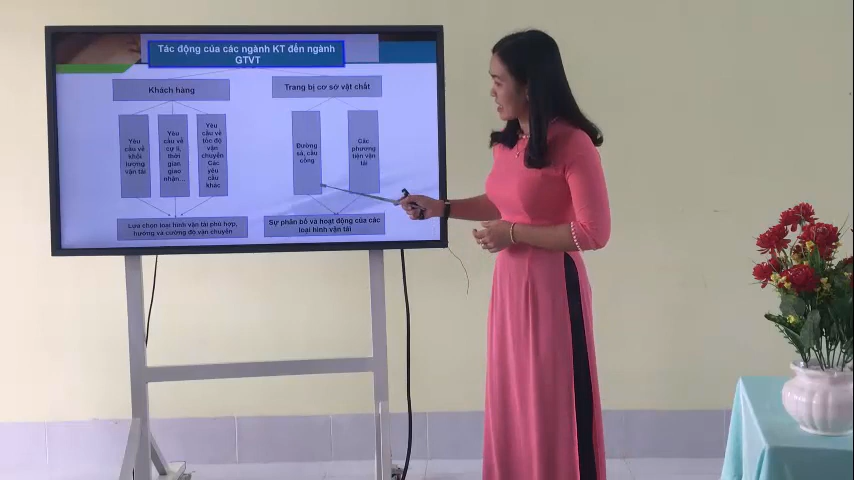 Tác động của các ngành KT đến ngành
GTVT
Khách hàng
Trang bị cơ sở vật chất
Yêu
cầu về
khối
lượng
vận tải
Yêu
cầu về
cự li,
thời
gian
giao
nhận...
Yêu
cầu về
tốc độ
vận
chuyển
Các
yêu
cầu
khác
Đường
sá, cầu
cống
Các
phương
tiện vận
tải
Lựa chọn loại hình vận tải phù hợp,
hướng và cường độ vận chuyển
Sự phân bố và hoạt động của các
loại hình vận tải